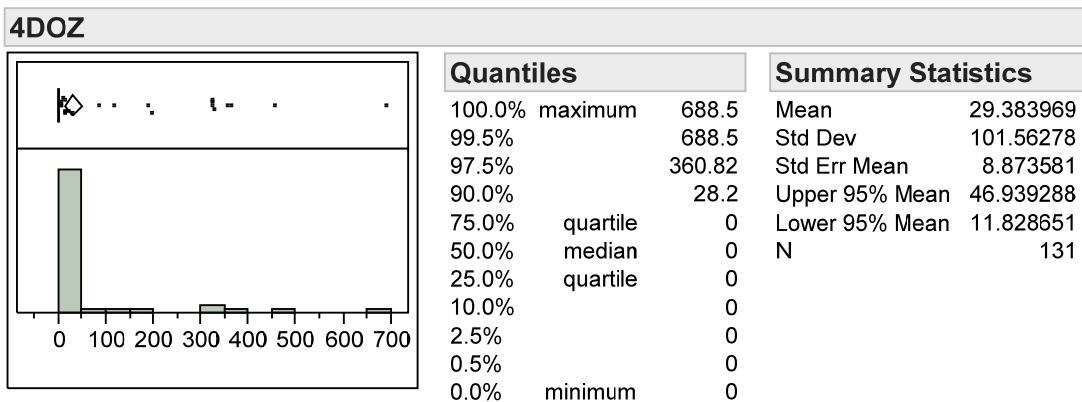 4DOZ
0 100 200 300 400 500 600 700
Quantiles
100.0% maximum 688.5
99.5% 688.5
97.5% 360.82
90.0% 28.2
75.0% quartile 0
50.0% median 0
25.0% quartile 0
10.0% 0
2.5% 0
0.5% 0
0.0% minimum 0
Summary Statistics
Mean 29.383969
Std Dev 101.56278
Std Err Mean 8.873581
Upper 95% Mean 46.939288
Lower 95% Mean 11.828651
N 131